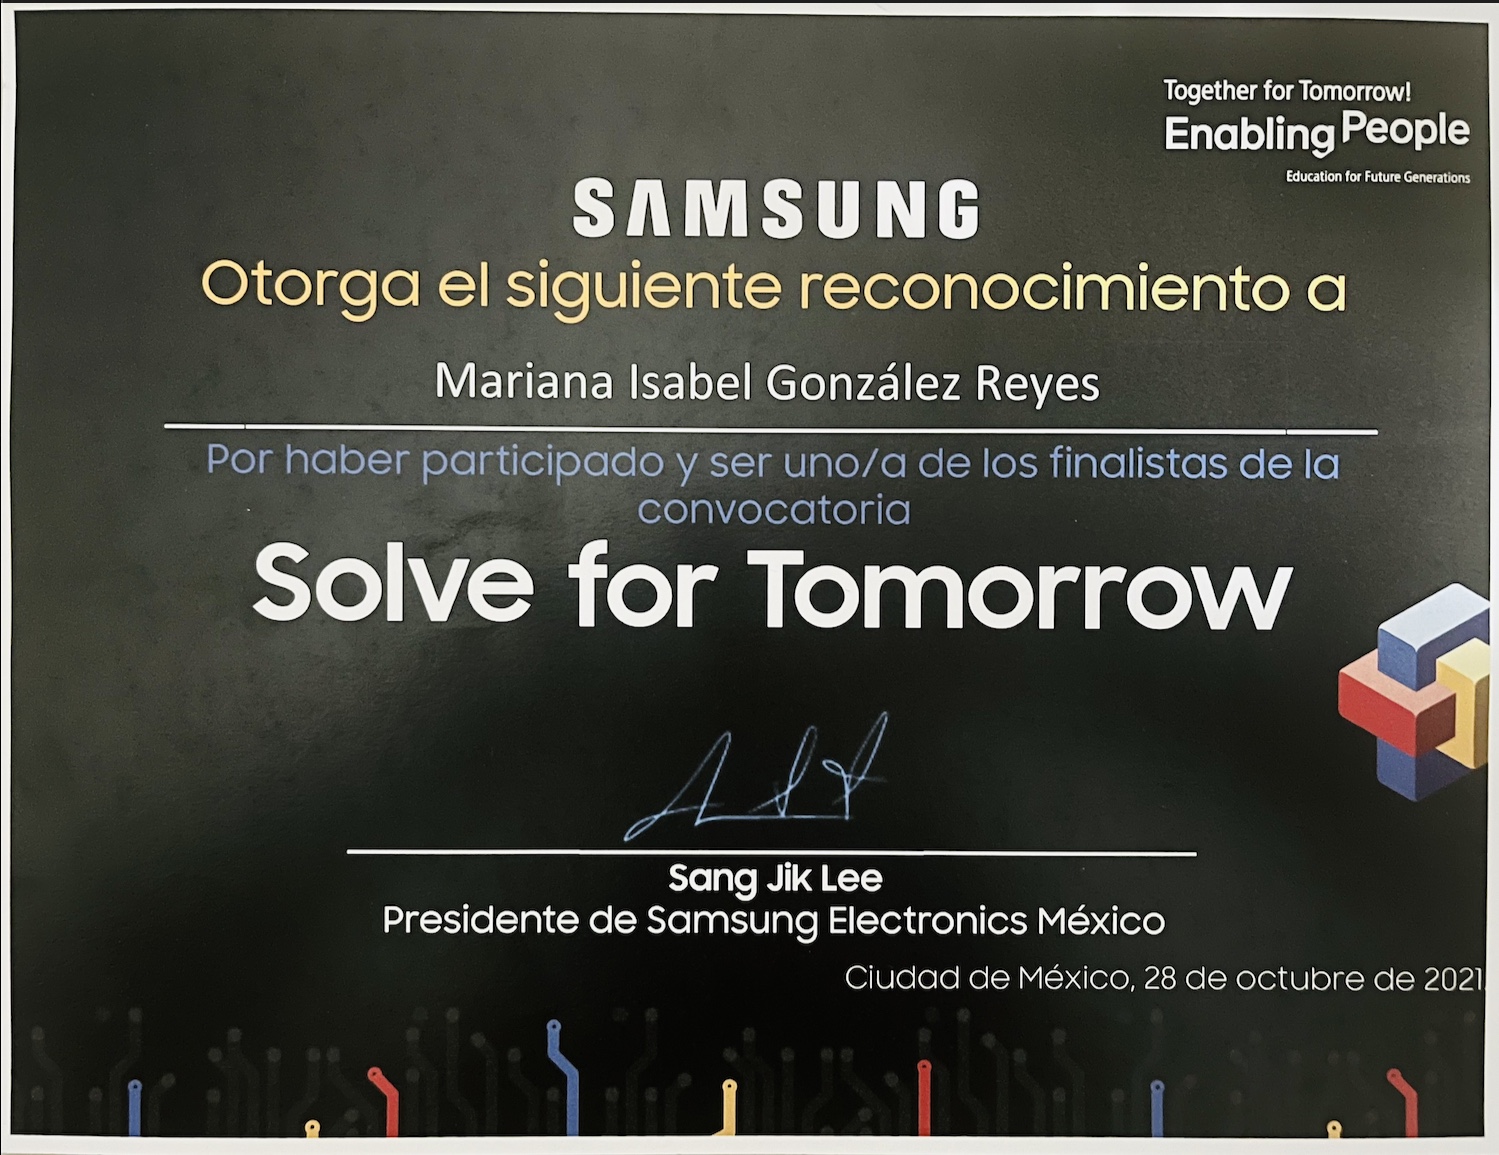 Together for Tomorrow!
Enabling People
Education for Future Generations
SAMSUNG
Otorga el siguiente reconocimiento a
Mariana Isabel González Reyes
Por haber participado y ser uno/a de los finalistas de la
convocatoria
Solve for Tomorrow
Sang Jik Lee
Presidente de Samsung Electronics México
Ciudad de México, 28 de octubre de 2021.